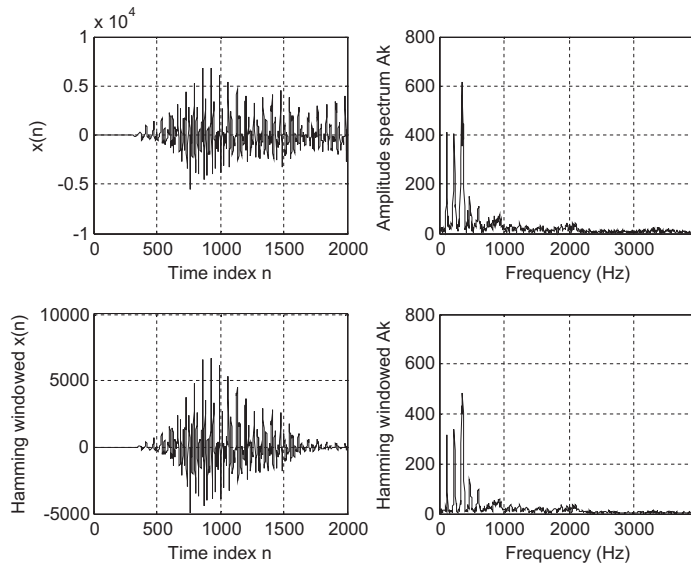 x 10^4
1
0.5
0
-0.5
-1
x(n)
0 500 1000 1500 2000
Time index n
800
600
400
200
0
Amplitude spectrum Ak
0 1000 2000 3000
Frequency (Hz)
10000
5000
0
-5000
Hamming windowed x(n)
0 500 1000 1500 2000
Time index n
800
600
400
200
0
Hamming windowed Ak
0 1000 2000 3000
Frequency (Hz)